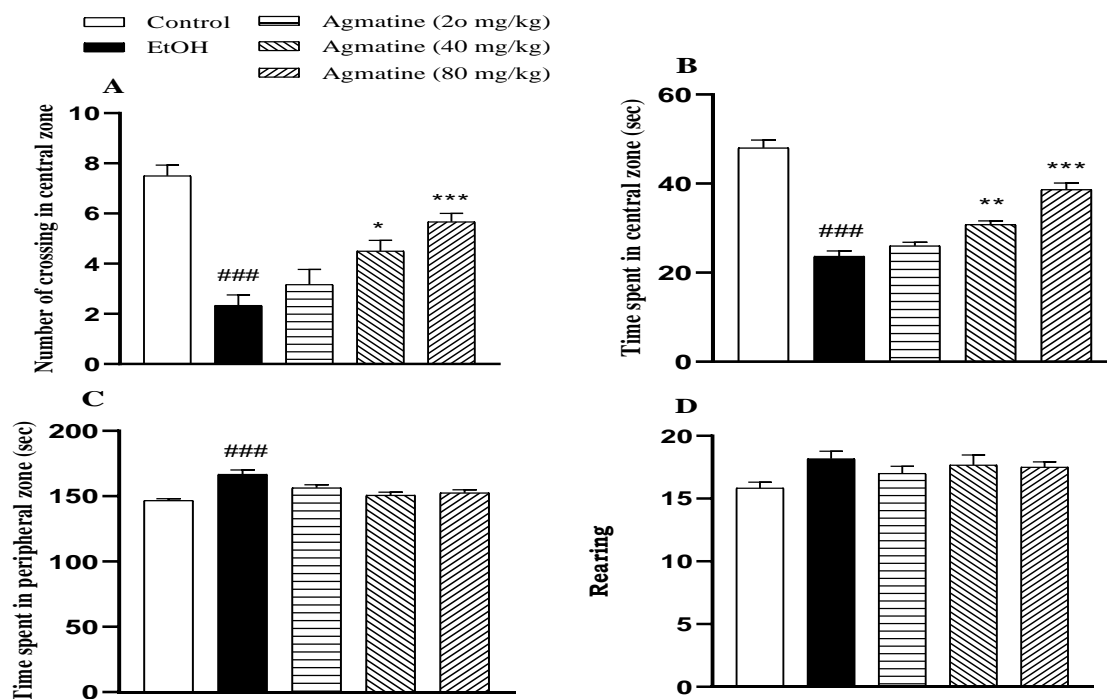 Control
EtOH
Agmatine (2o mg/kg)
Agmatine (40 mg/kg)
Agmatine (80 mg/kg)
A
Number of crossing in central zone
10
8
6
4
2
0
###
*
***
B
Time spent in central zone (sec)
60
40
20
0
###
**
***
C
Time spent in peripheral zone (sec)
200
150
100
50
0
###
D
Rearing
20
15
10
5
0